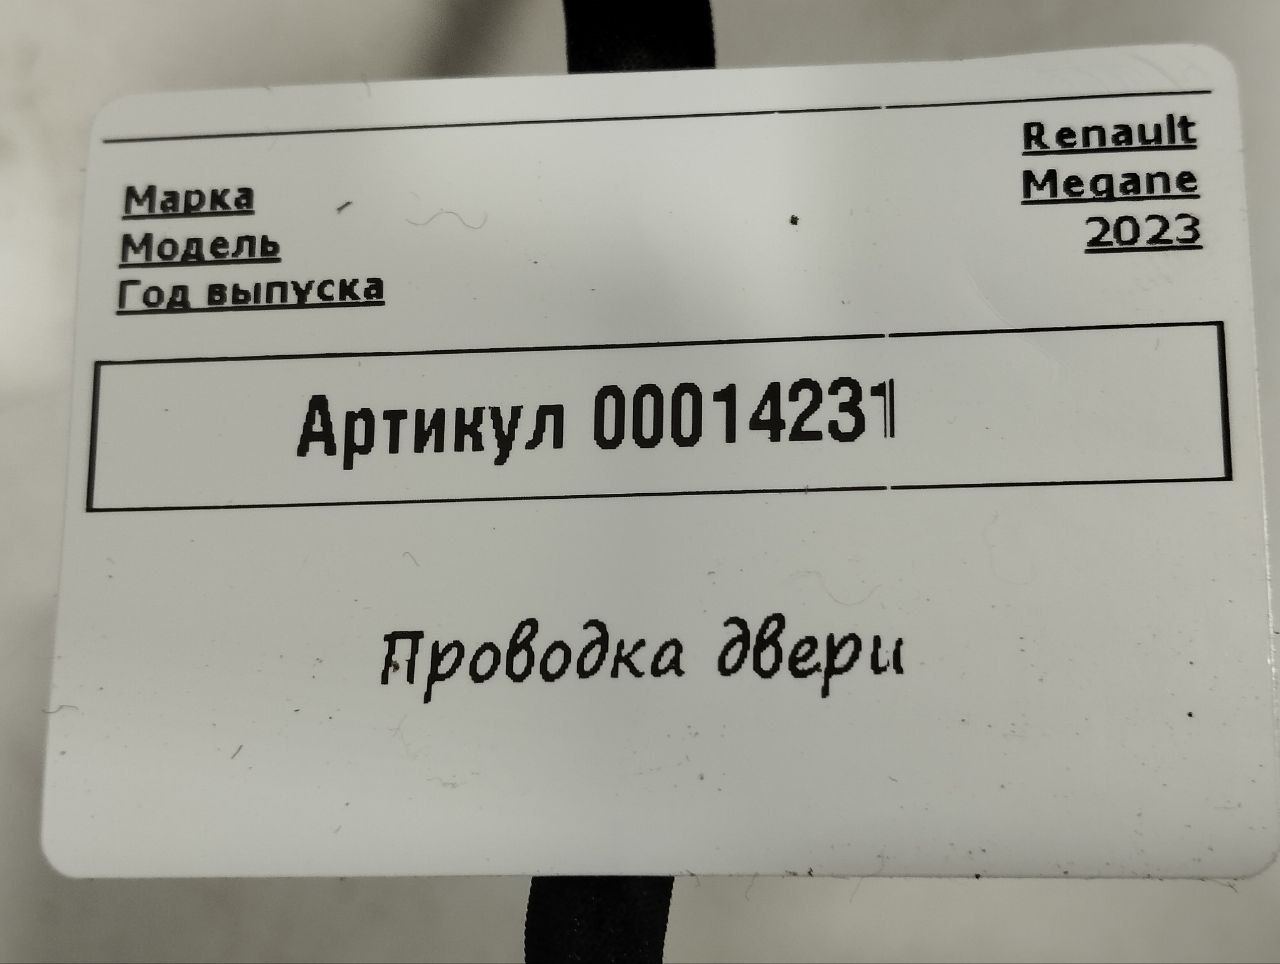 Марка Renault
Модель Megane
Год выпуска 2023
Артикул 00014231
Проводка двери